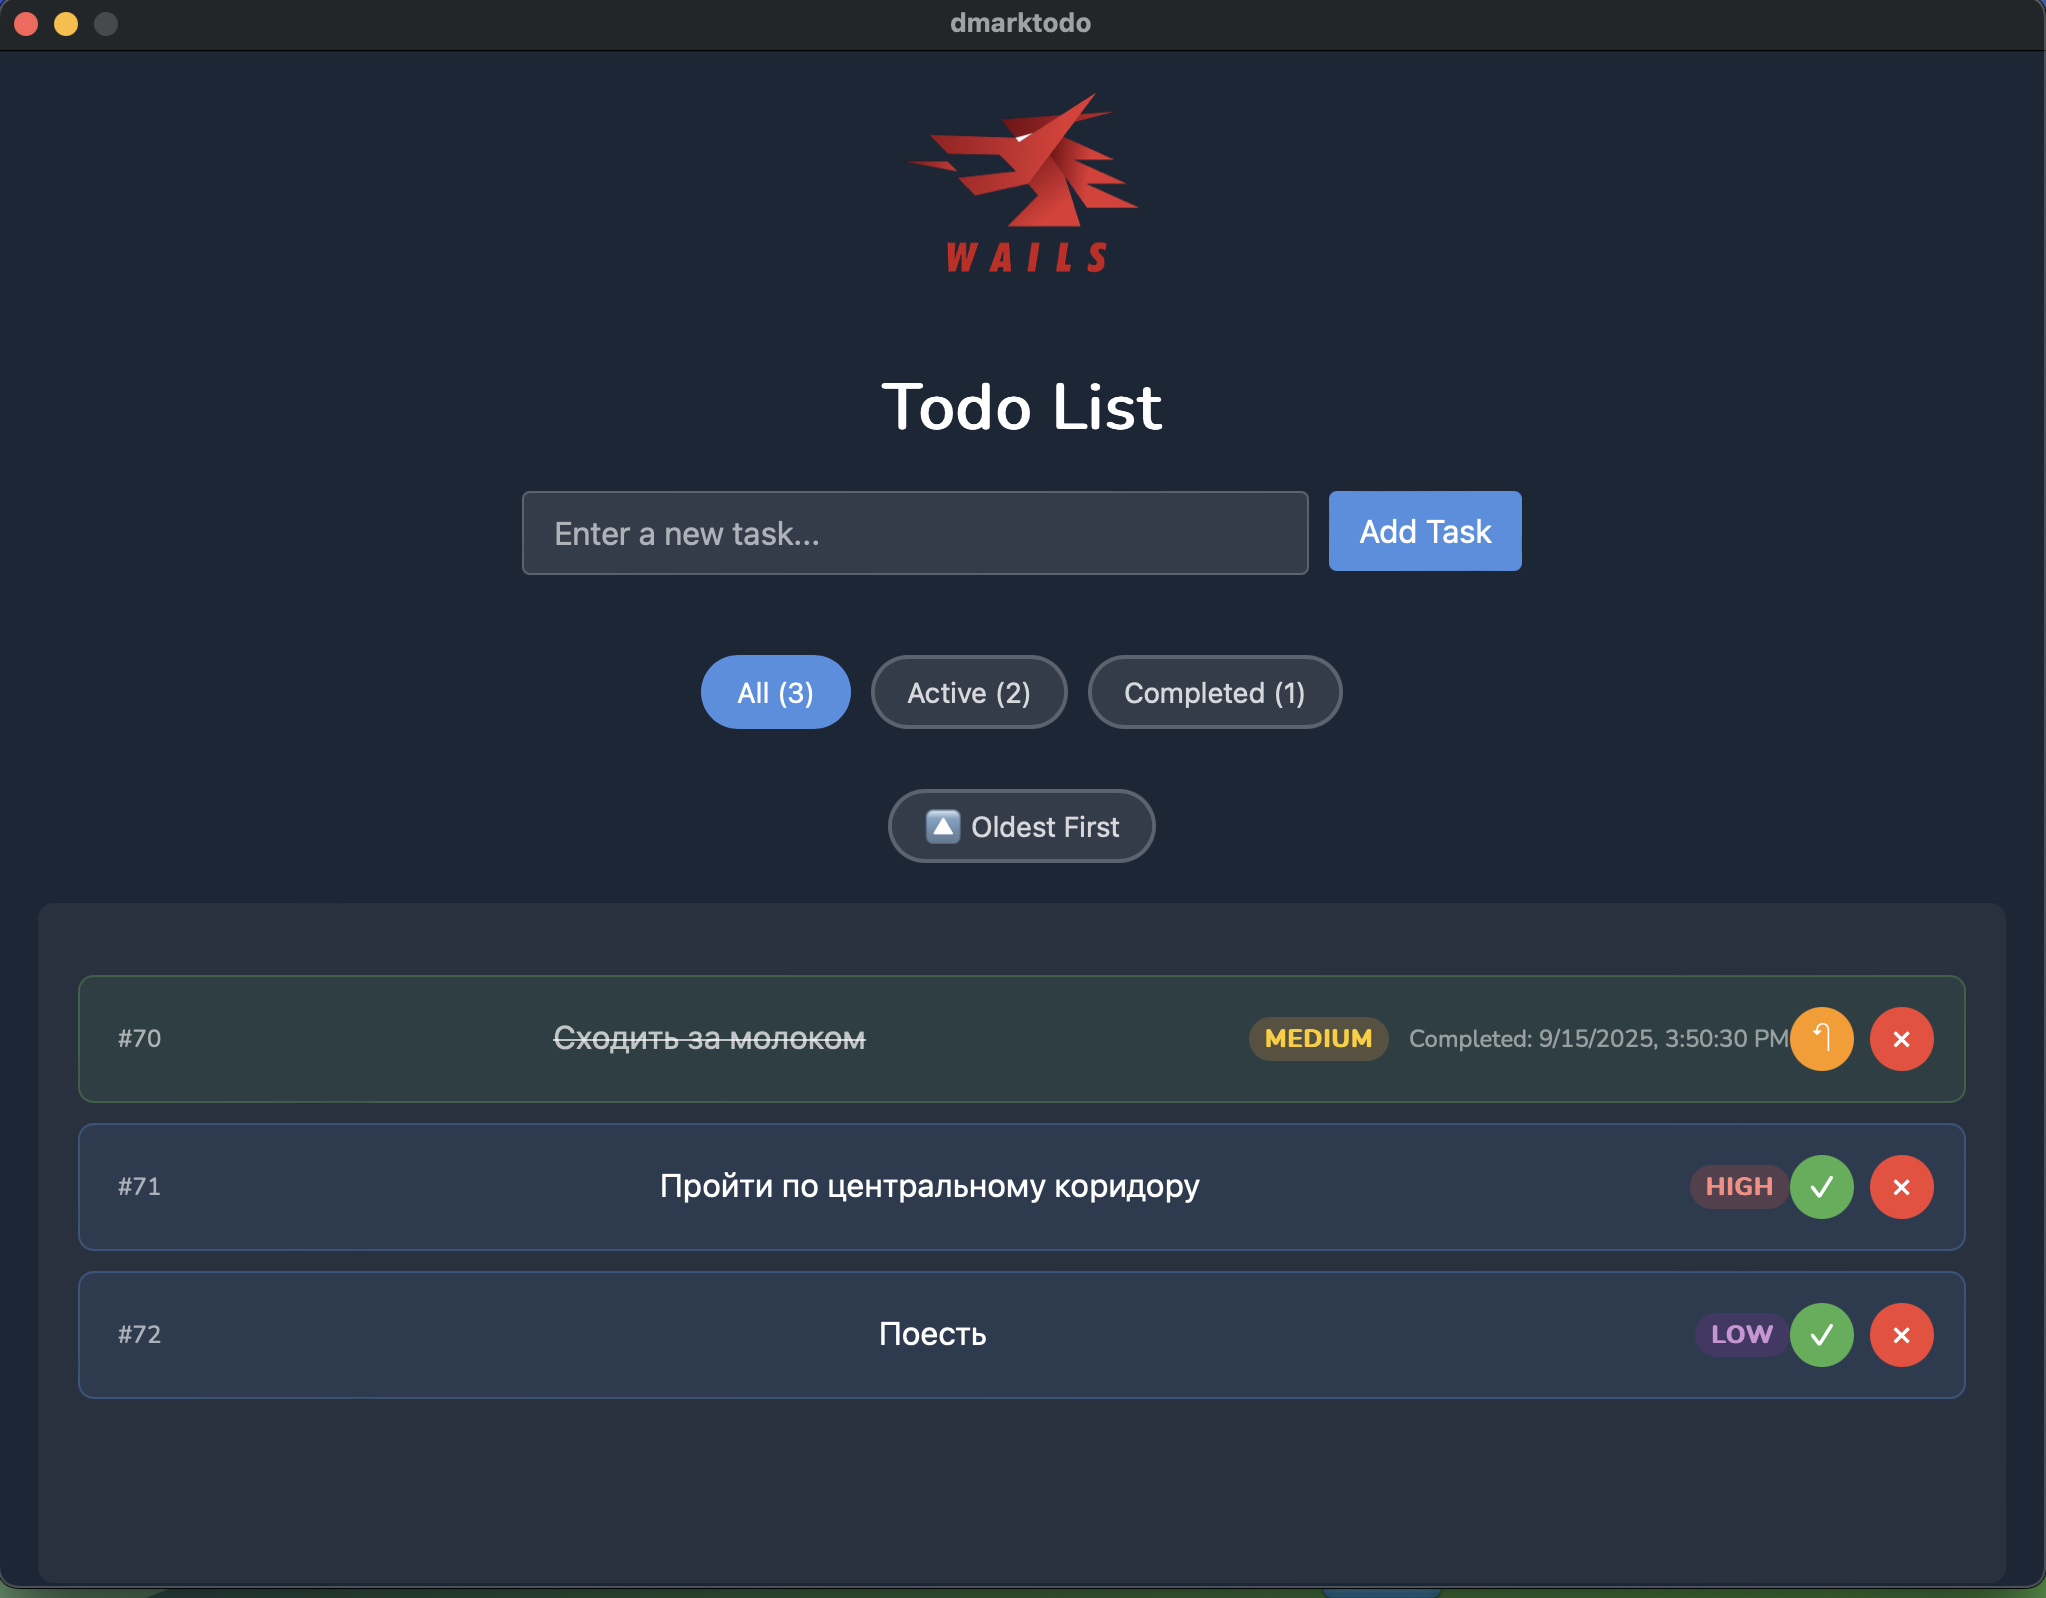 dmarktodo
WAILS
Todo List
Enter a new task...
Add Task
All (3)
Active (2)
Completed (1)
Oldest First
#70
Сходить за молоком
MEDIUM
Completed: 9/15/2025, 3:50:30 PM
#71
Пройти по центральному коридору
HIGH
#72
Поесть
LOW